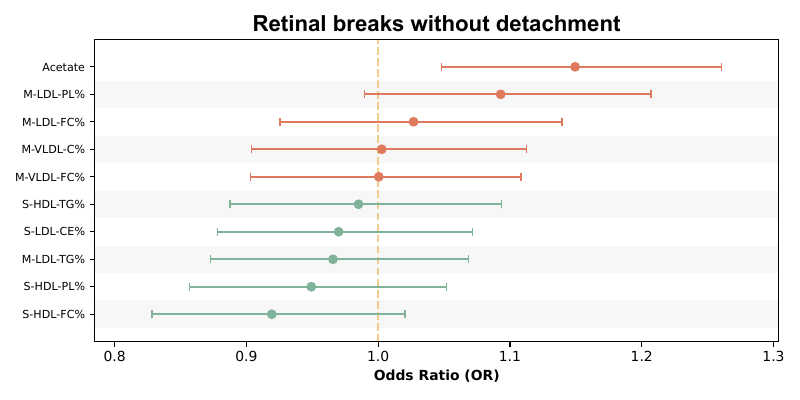 Retinal breaks without detachment
Acetate
M-LDL-PL%
M-LDL-FC%
M-VLDL-C%
M-VLDL-FC%
S-HDL-TG%
S-LDL-CE%
M-LDL-TG%
S-HDL-PL%
S-HDL-FC%
0.8 0.9 1.0 1.1 1.2 1.3
Odds Ratio (OR)